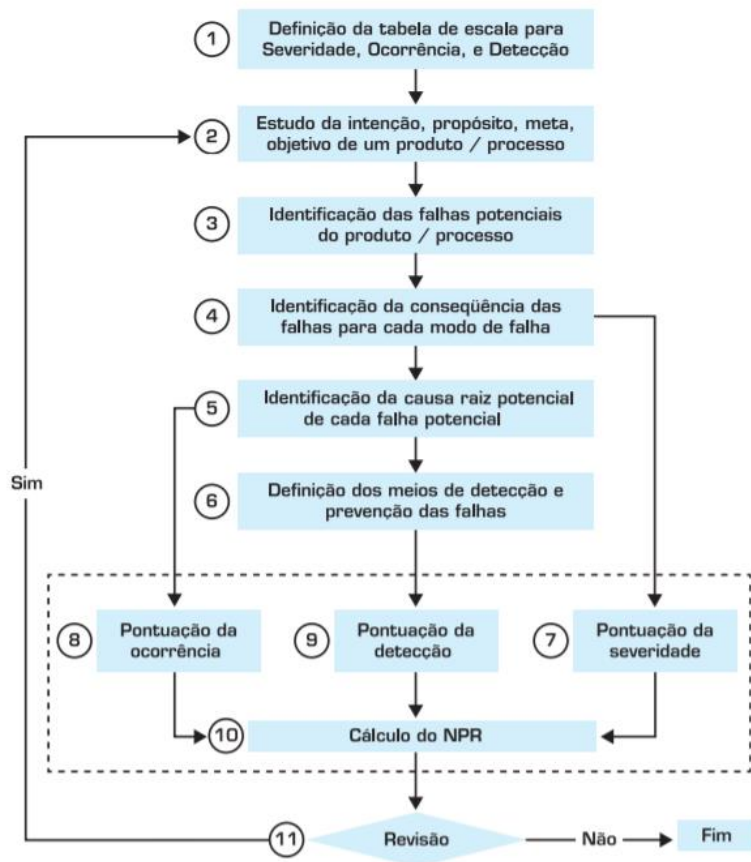 1
Definição da tabela de escala para
Severidade, Ocorrência, e Detecção
2
Estudo da intenção, propósito, meta,
objetivo de um produto / processo
3
Identificação das falhas potenciais
do produto / processo
4
Identificação da conseqüência das
falhas para cada modo de falha
5
Identificação da causa raiz potencial
de cada falha potencial
Sim
6
Definição dos meios de detecção e
prevenção das falhas
8
Pontuação da
ocorrência
9
Pontuação da
detecção
7
Pontuação da
severidade
10
Cálculo do NPR
11
Revisão
Não
Fim